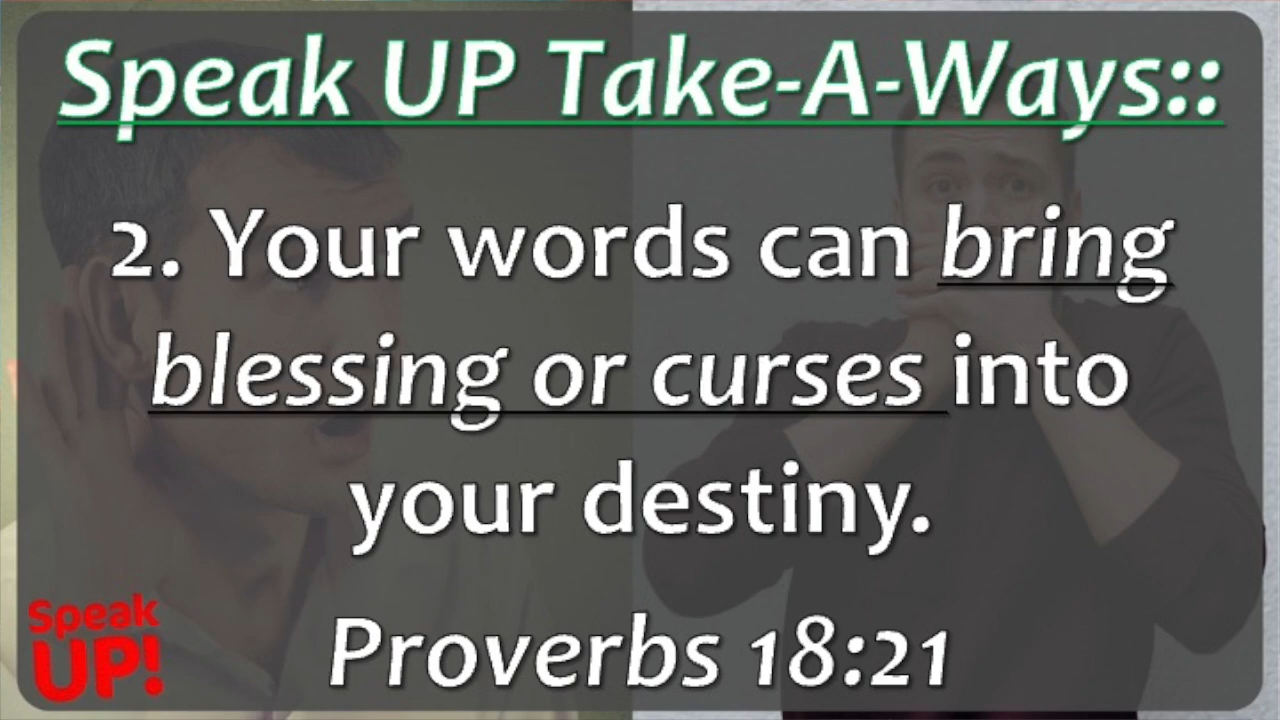 Speak UP Take-A-Ways::
2. Your words can bring
blessing or curses into
your destiny.
Proverbs 18:21
Speak
UP!